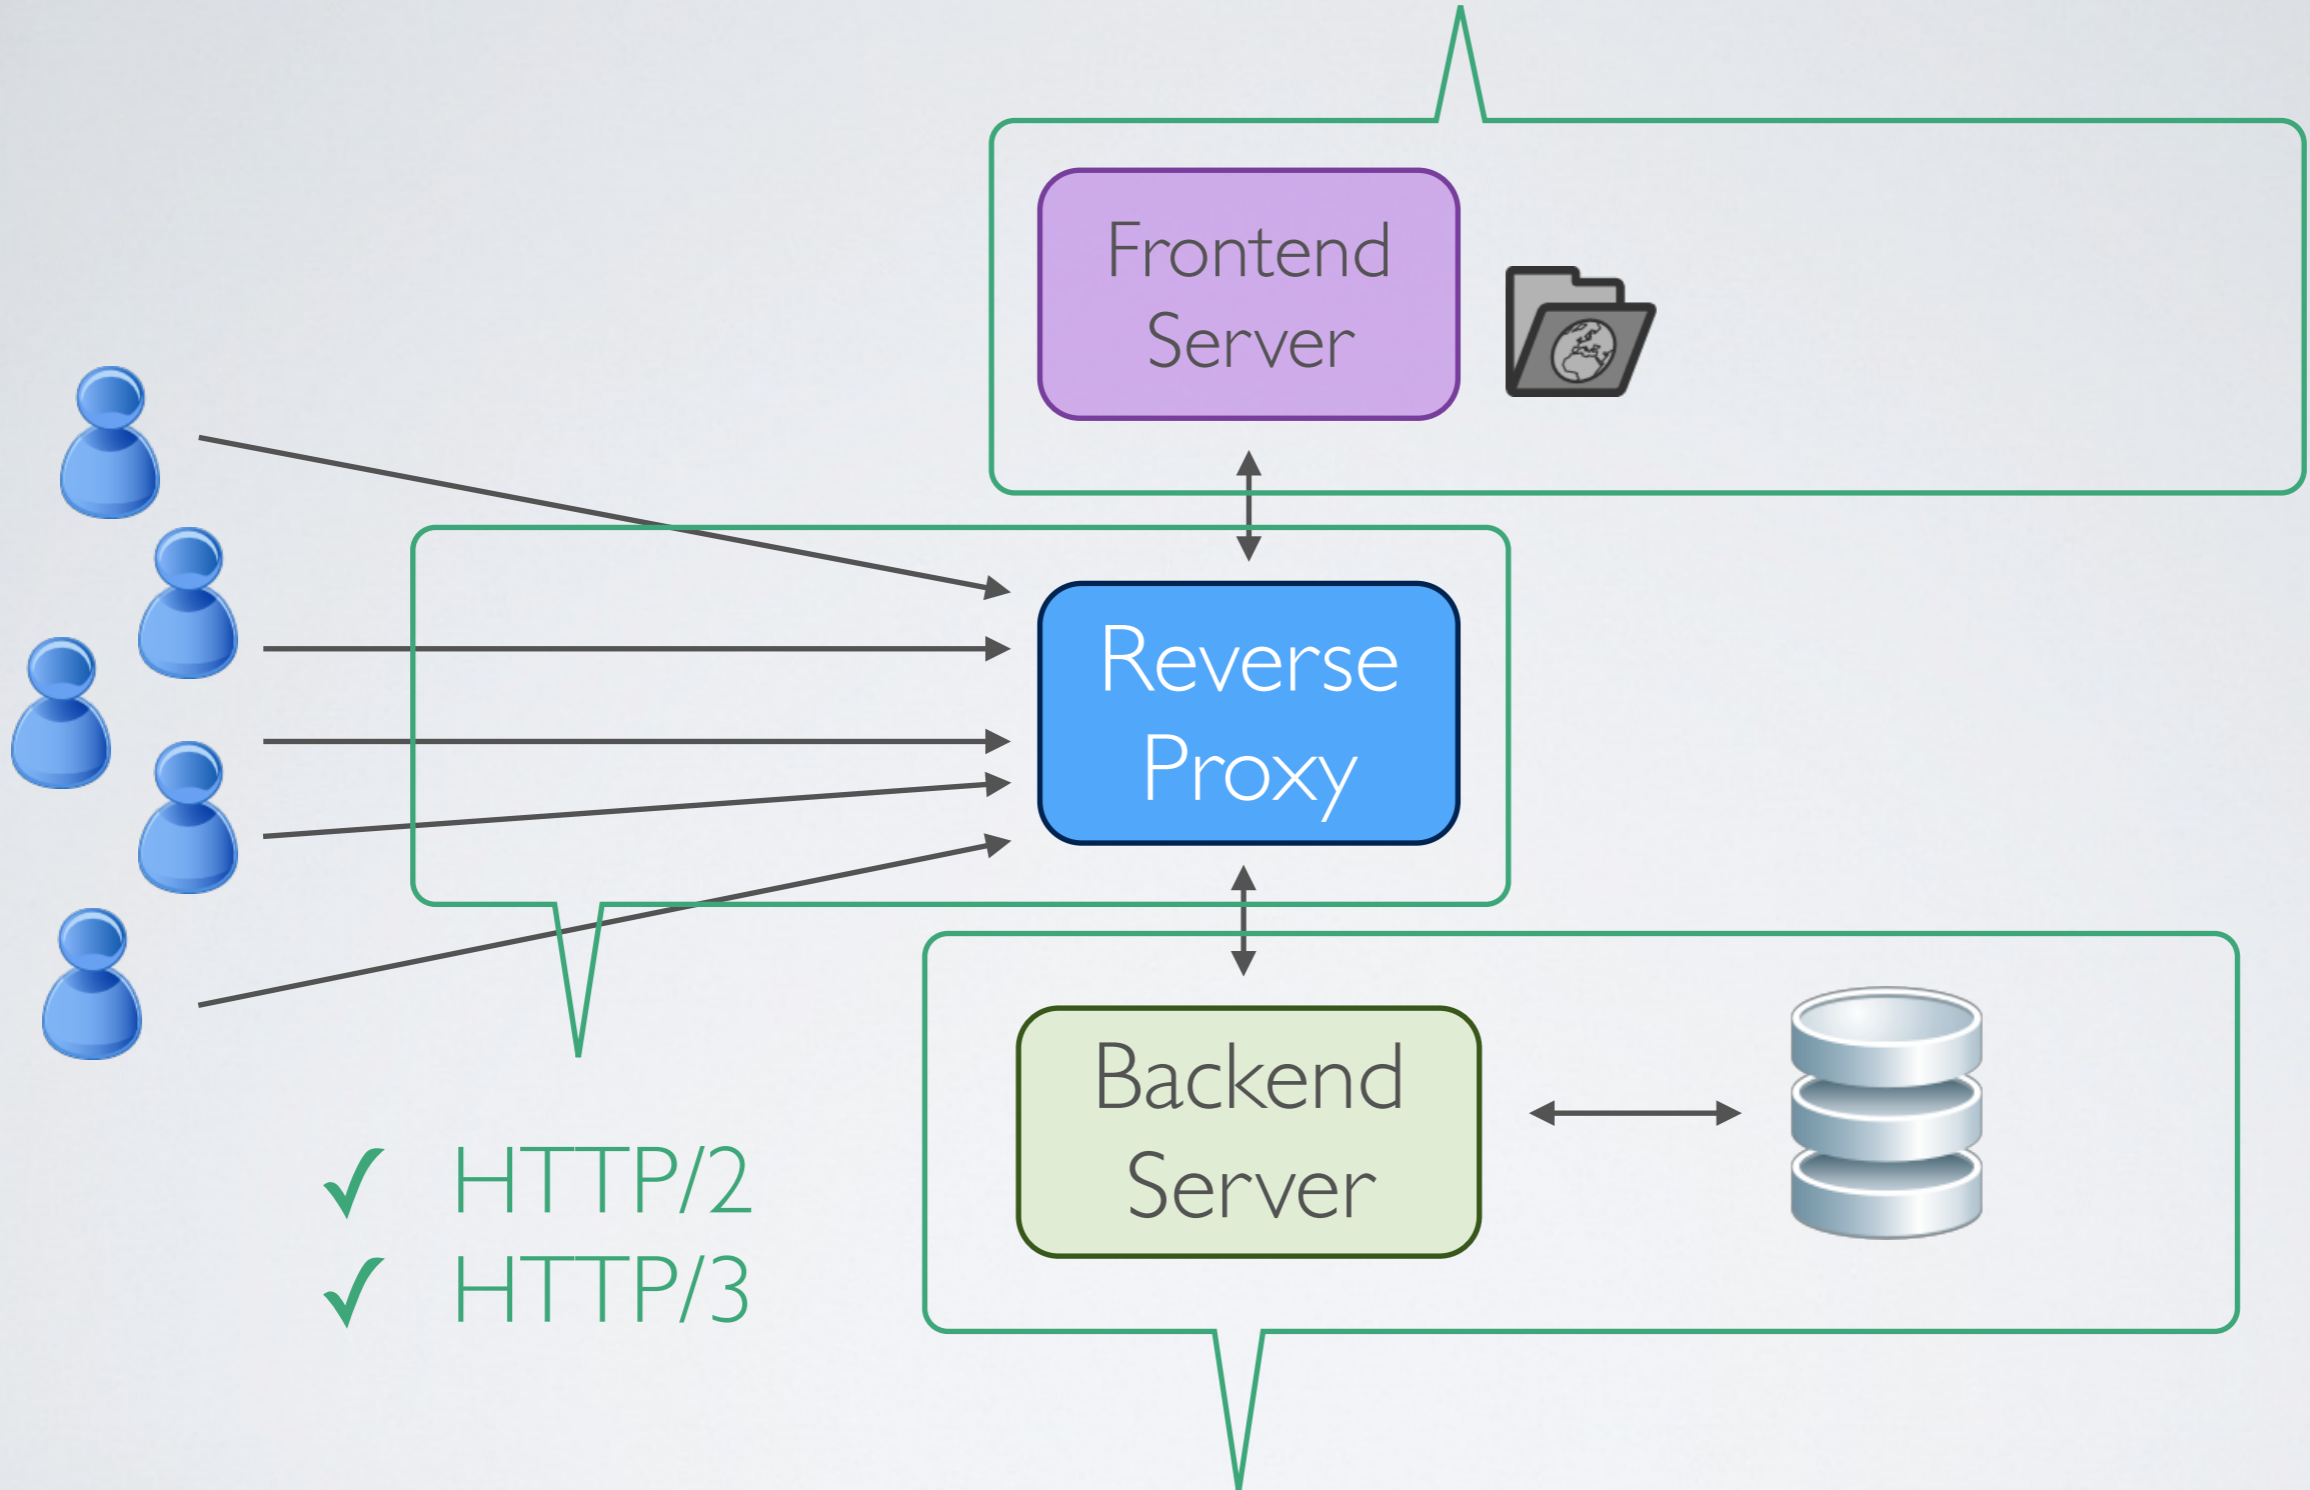 Frontend
Server
Reverse
Proxy
Backend
Server
✓ HTTP/2
✓ HTTP/3